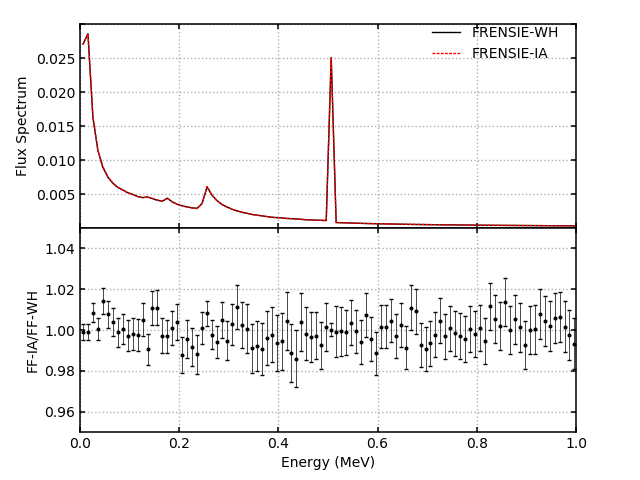 FRENSIE-WH
FRENSIE-IA
Flux Spectrum
0.025
0.020
0.015
0.010
0.005
FF-IA/FF-WH
1.04
1.02
1.00
0.98
0.96
0.0 0.2 0.4 0.6 0.8 1.0
Energy (MeV)